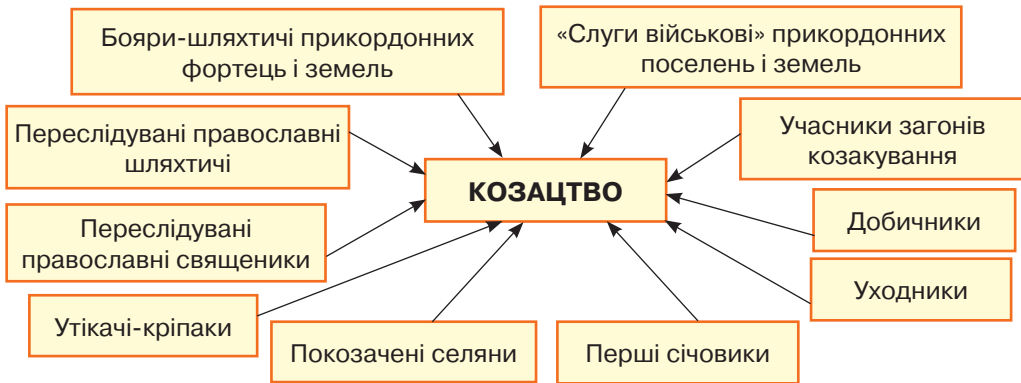 Бояри-шляхтичі прикордонних
фортець і земель
«Слуги військові» прикордонних
поселень і земель
Переслідувані православні
шляхтичі
Учасники загонів
козакування
КОЗАЦТВО
Переслідувані
православні священики
Добичники
Утікачі-кріпаки
Уходники
Покозачені селяни
Перші січовики